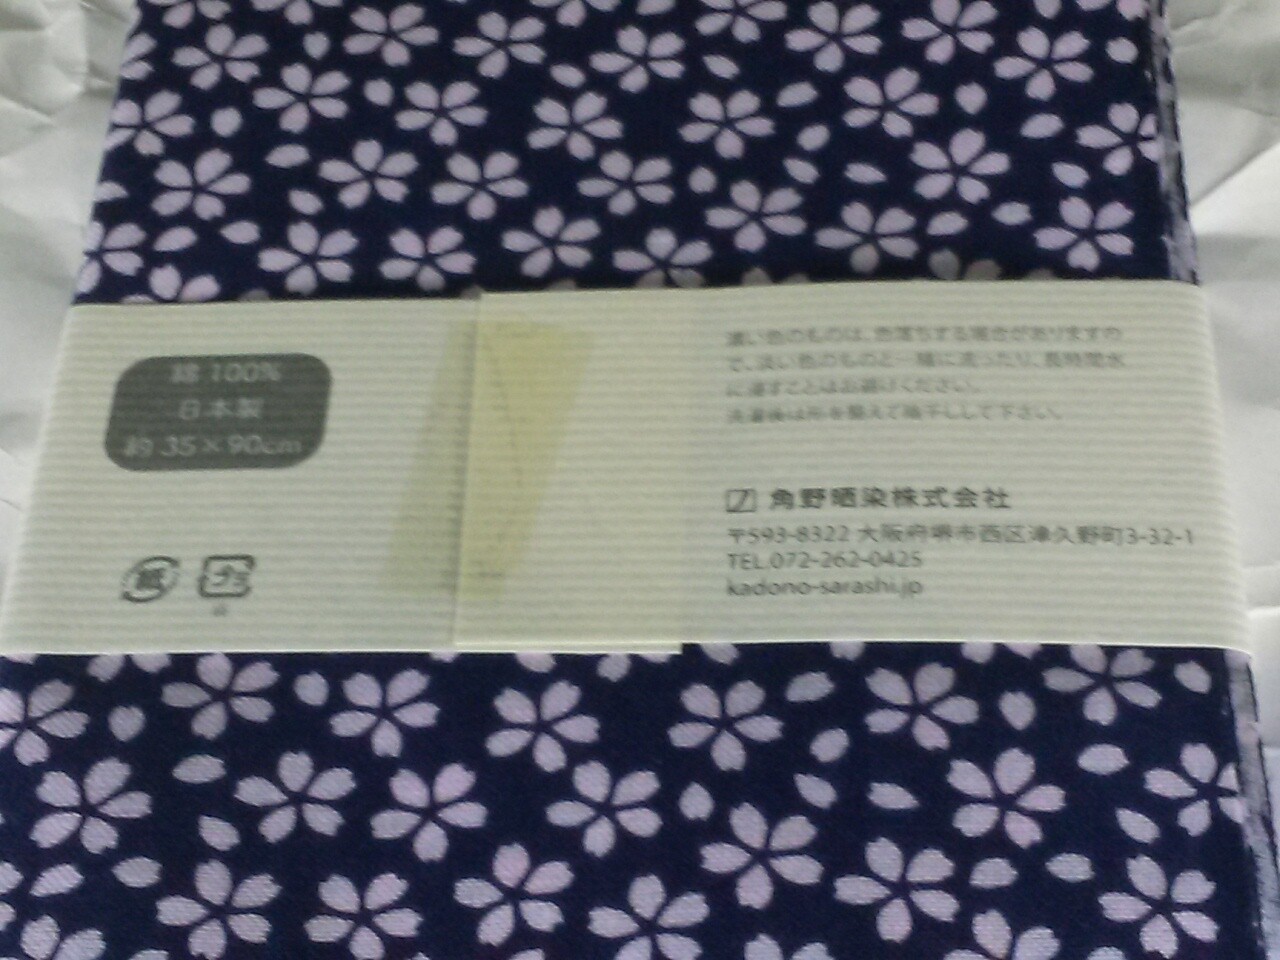 綿 100%
日本製
約 35×90cm
紙
プラ
濃い色のものは、色落ちする場合がありますの
で、淡い色のものと一緒に洗ったり、長時間水
に浸すことはお避けください。
洗濯後は形を整えて陰干しして下さい。
角野晒染株式会社
〒593-8322 大阪府堺市西区津久野町3-32-1
TEL.072-262-0425
kadono-sarashi.jp